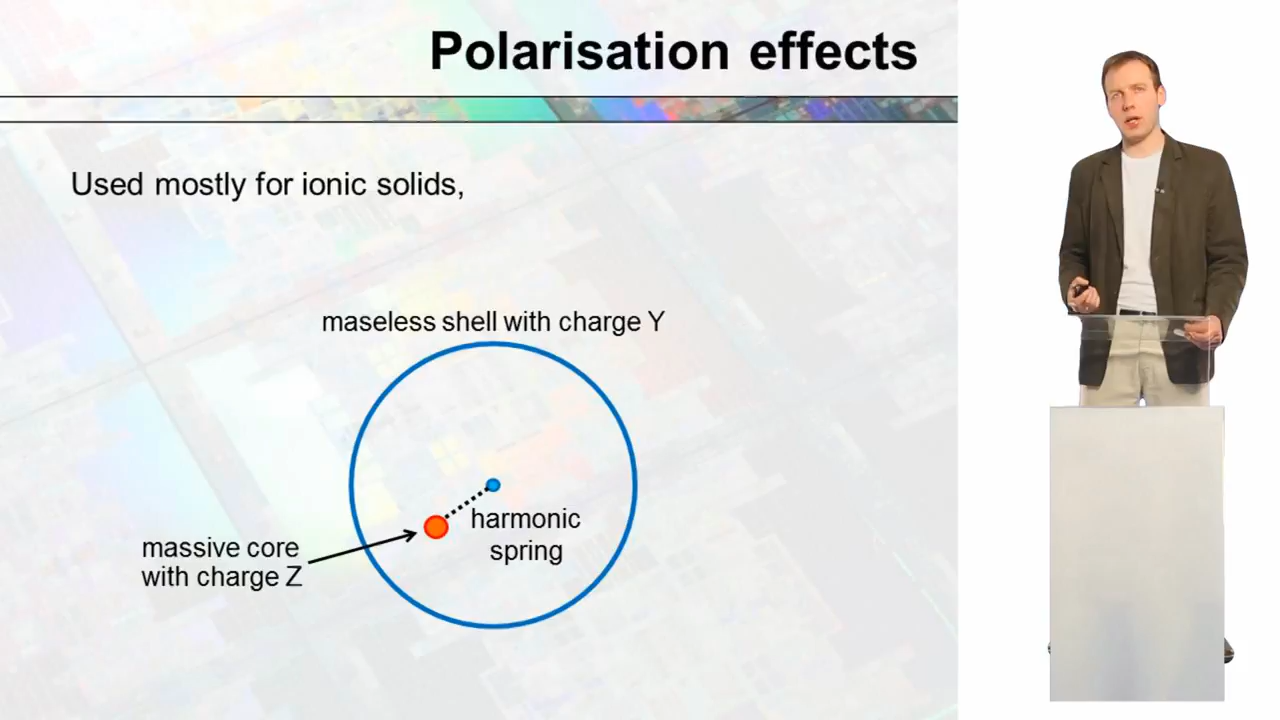 Polarisation effects
Used mostly for ionic solids,
maseless shell with charge Y
harmonic
spring
massive core
with charge Z